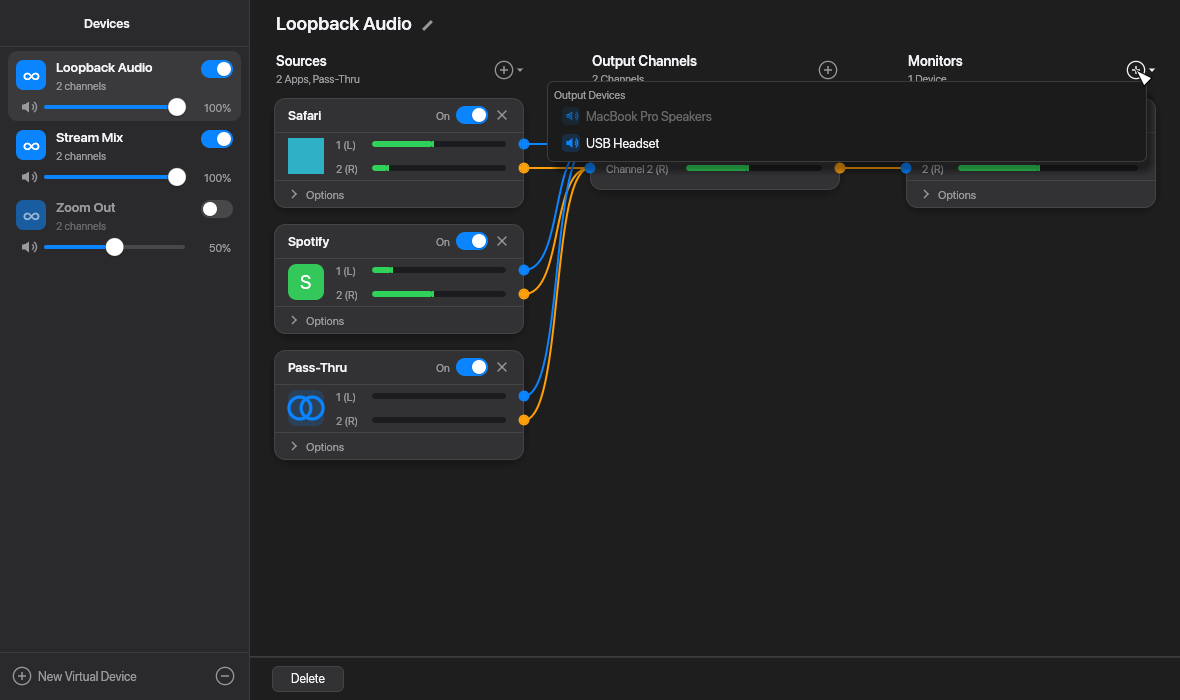 Devices
Loopback Audio
2 channels
100%
Stream Mix
2 channels
100%
Zoom Out
2 channels
50%
New Virtual Device
Loopback Audio
Sources
2 Apps, Pass-Thru
Output Channels
2 Channels
Monitors
1 Device
Output Devices
MacBook Pro Speakers
USB Headset
Safari
On
1 (L)
2 (R)
Options
Channel 2 (R)
2 (R)
Options
Spotify
On
S
1 (L)
2 (R)
Options
Pass-Thru
On
1 (L)
2 (R)
Options
Delete